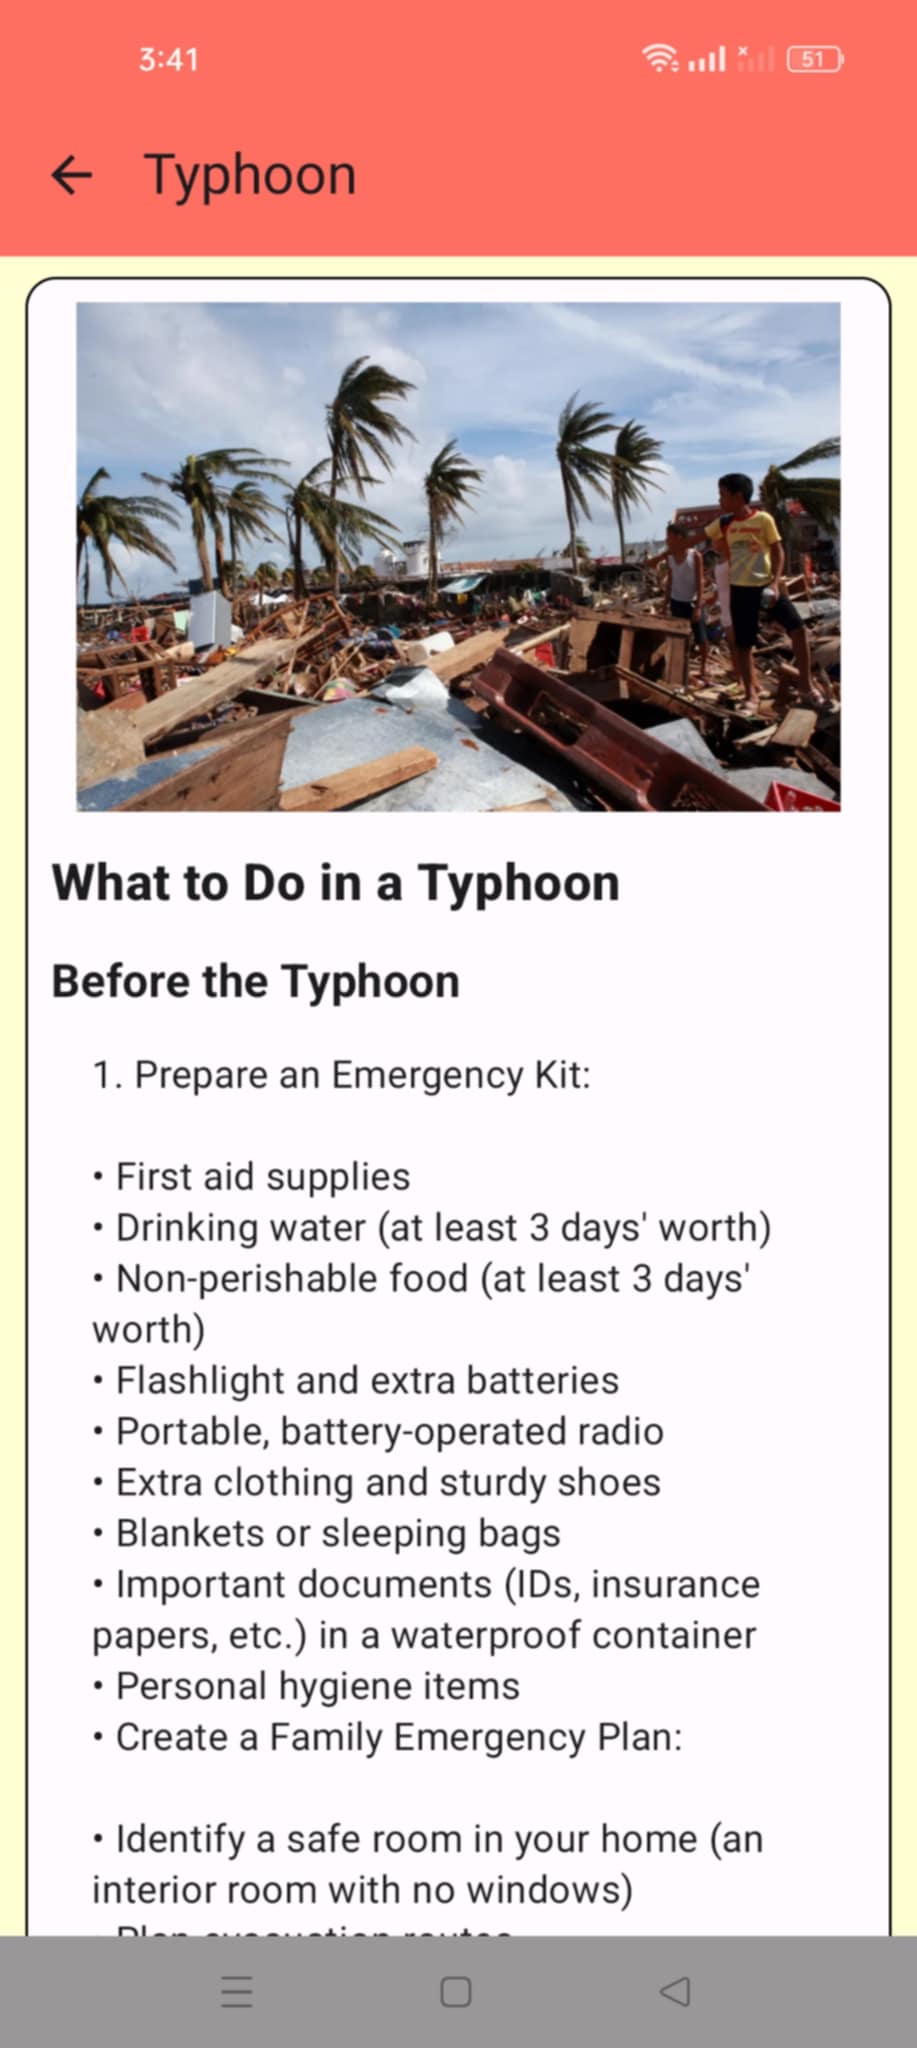 3:41
51
Typhoon
What to Do in a Typhoon
Before the Typhoon
1. Prepare an Emergency Kit:
• First aid supplies
• Drinking water (at least 3 days' worth)
• Non-perishable food (at least 3 days'
worth)
• Flashlight and extra batteries
• Portable, battery-operated radio
• Extra clothing and sturdy shoes
• Blankets or sleeping bags
• Important documents (IDs, insurance
papers, etc.) in a waterproof container
• Personal hygiene items
• Create a Family Emergency Plan:
• Identify a safe room in your home (an
interior room with no windows)
• Plan evacuation routes